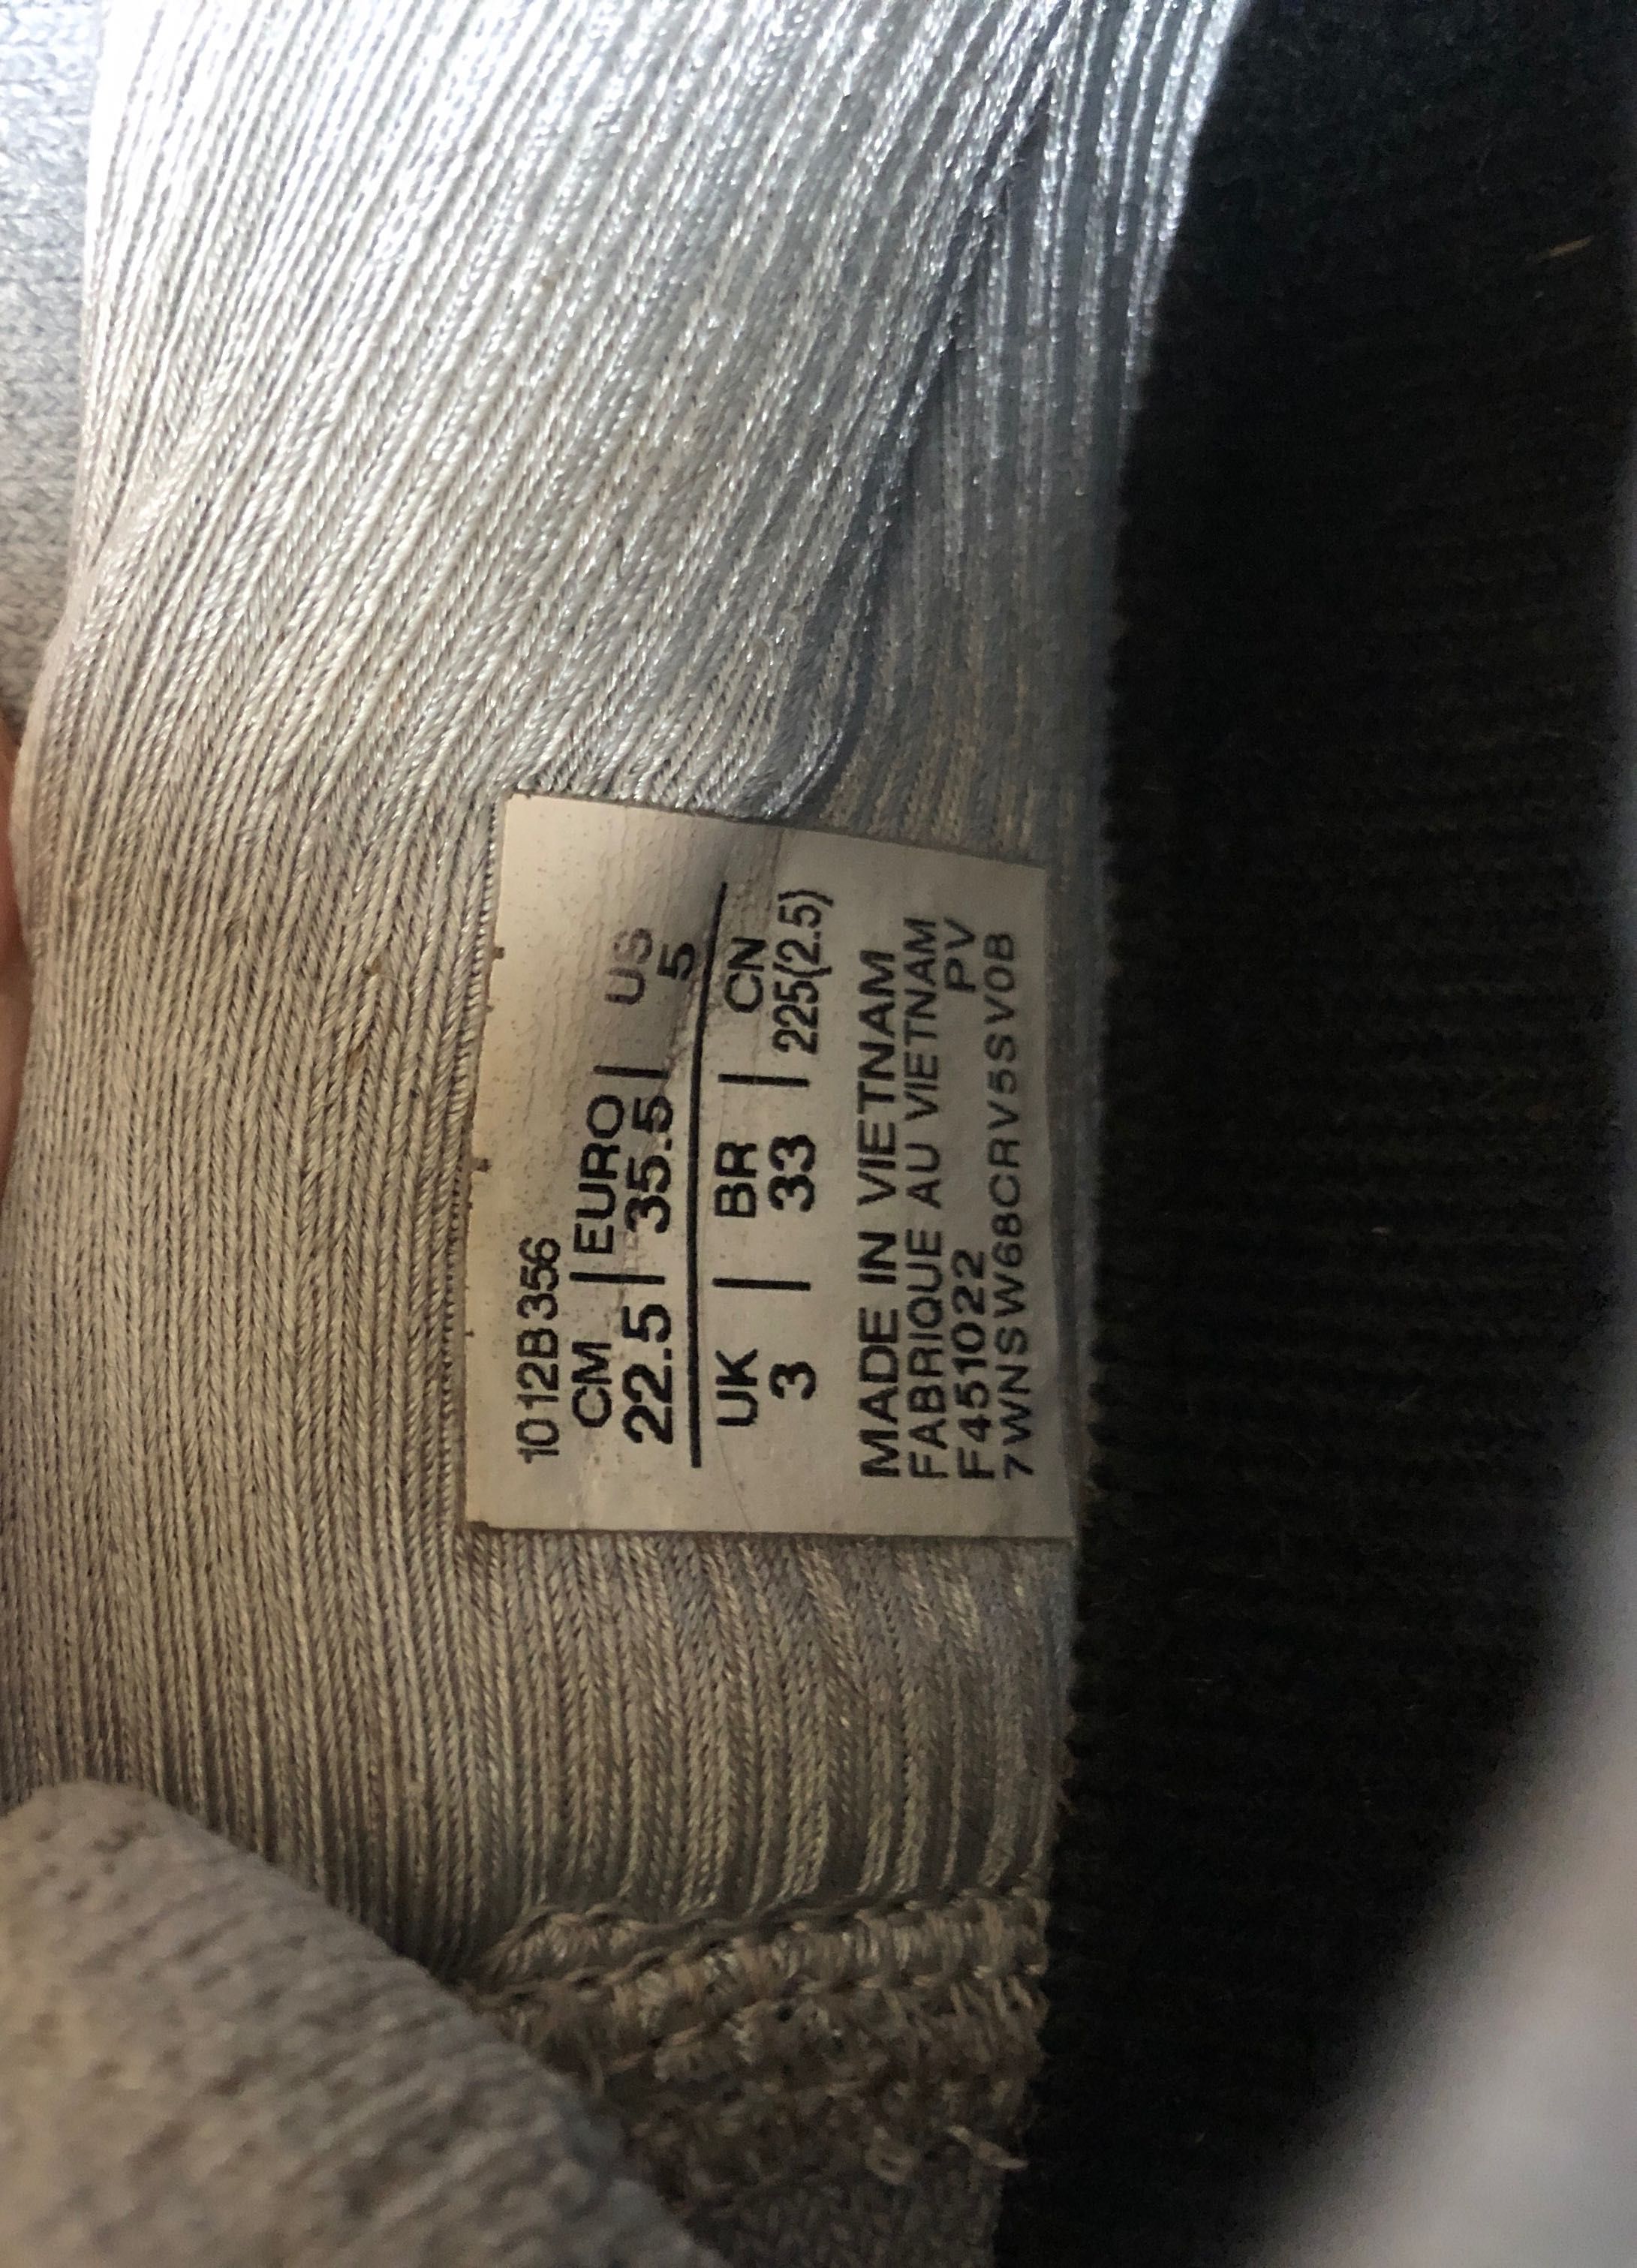 1012B356
CM | EURO | US
22.5 | 35.5 | 5
UK | BR | CN
3 | 33 | 225(2.5)
MADE IN VIETNAM
FABRIQUE AU VIETNAM
F451022 PV
7WNSW68CRV5SV0B